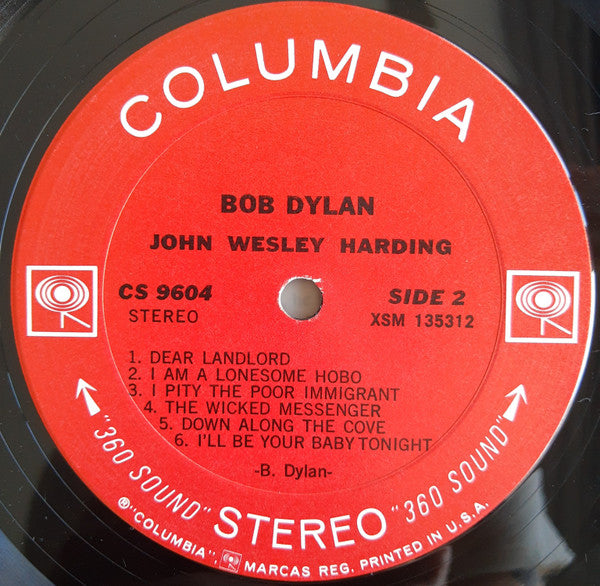 COLUMBIA
BOB DYLAN
JOHN WESLEY HARDING
CS 9604
STEREO
SIDE 2
XSM 135312
1. DEAR LANDLORD
2. I AM A LONESOME HOBO
3. I PITY THE POOR IMMIGRANT
4. THE WICKED MESSENGER
5. DOWN ALONG THE COVE
6. I'LL BE YOUR BABY TONIGHT
-B. Dylan-
"360 SOUND" STEREO "360 SOUND"
®"COLUMBIA", MARCAS REG. PRINTED IN U.S.A.